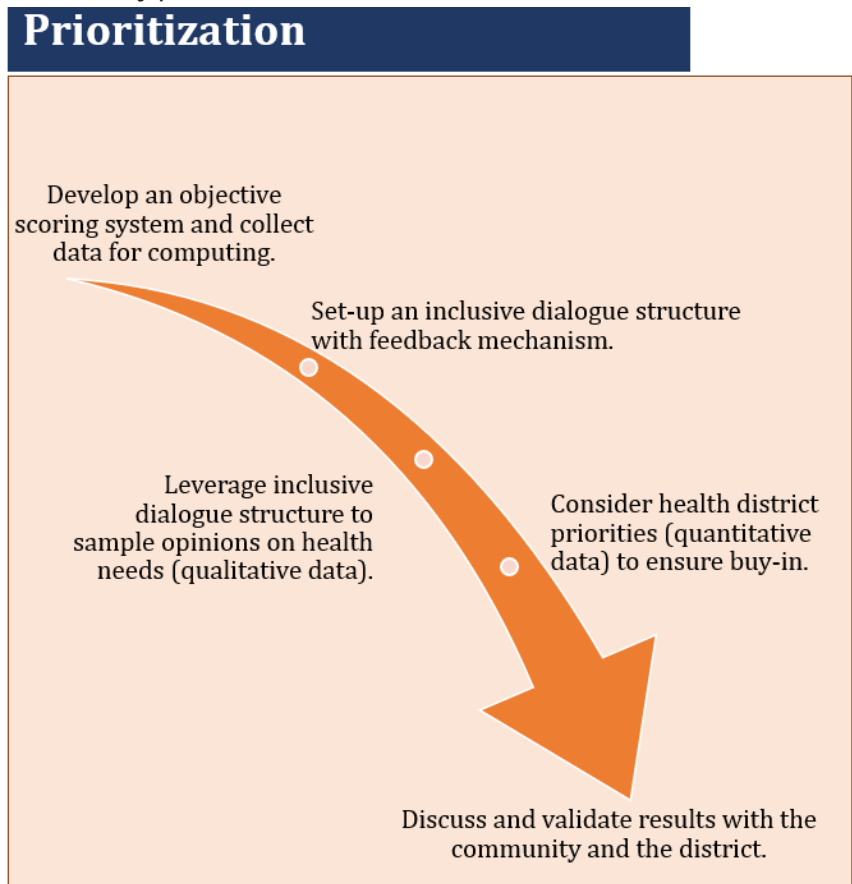 Prioritization
Develop an objective
scoring system and collect
data for computing.
Set-up an inclusive dialogue structure
with feedback mechanism.
Leverage inclusive
dialogue structure to
sample opinions on health
needs (qualitative data).
Consider health district
priorities (quantitative
data) to ensure buy-in.
Discuss and validate results with the
community and the district.